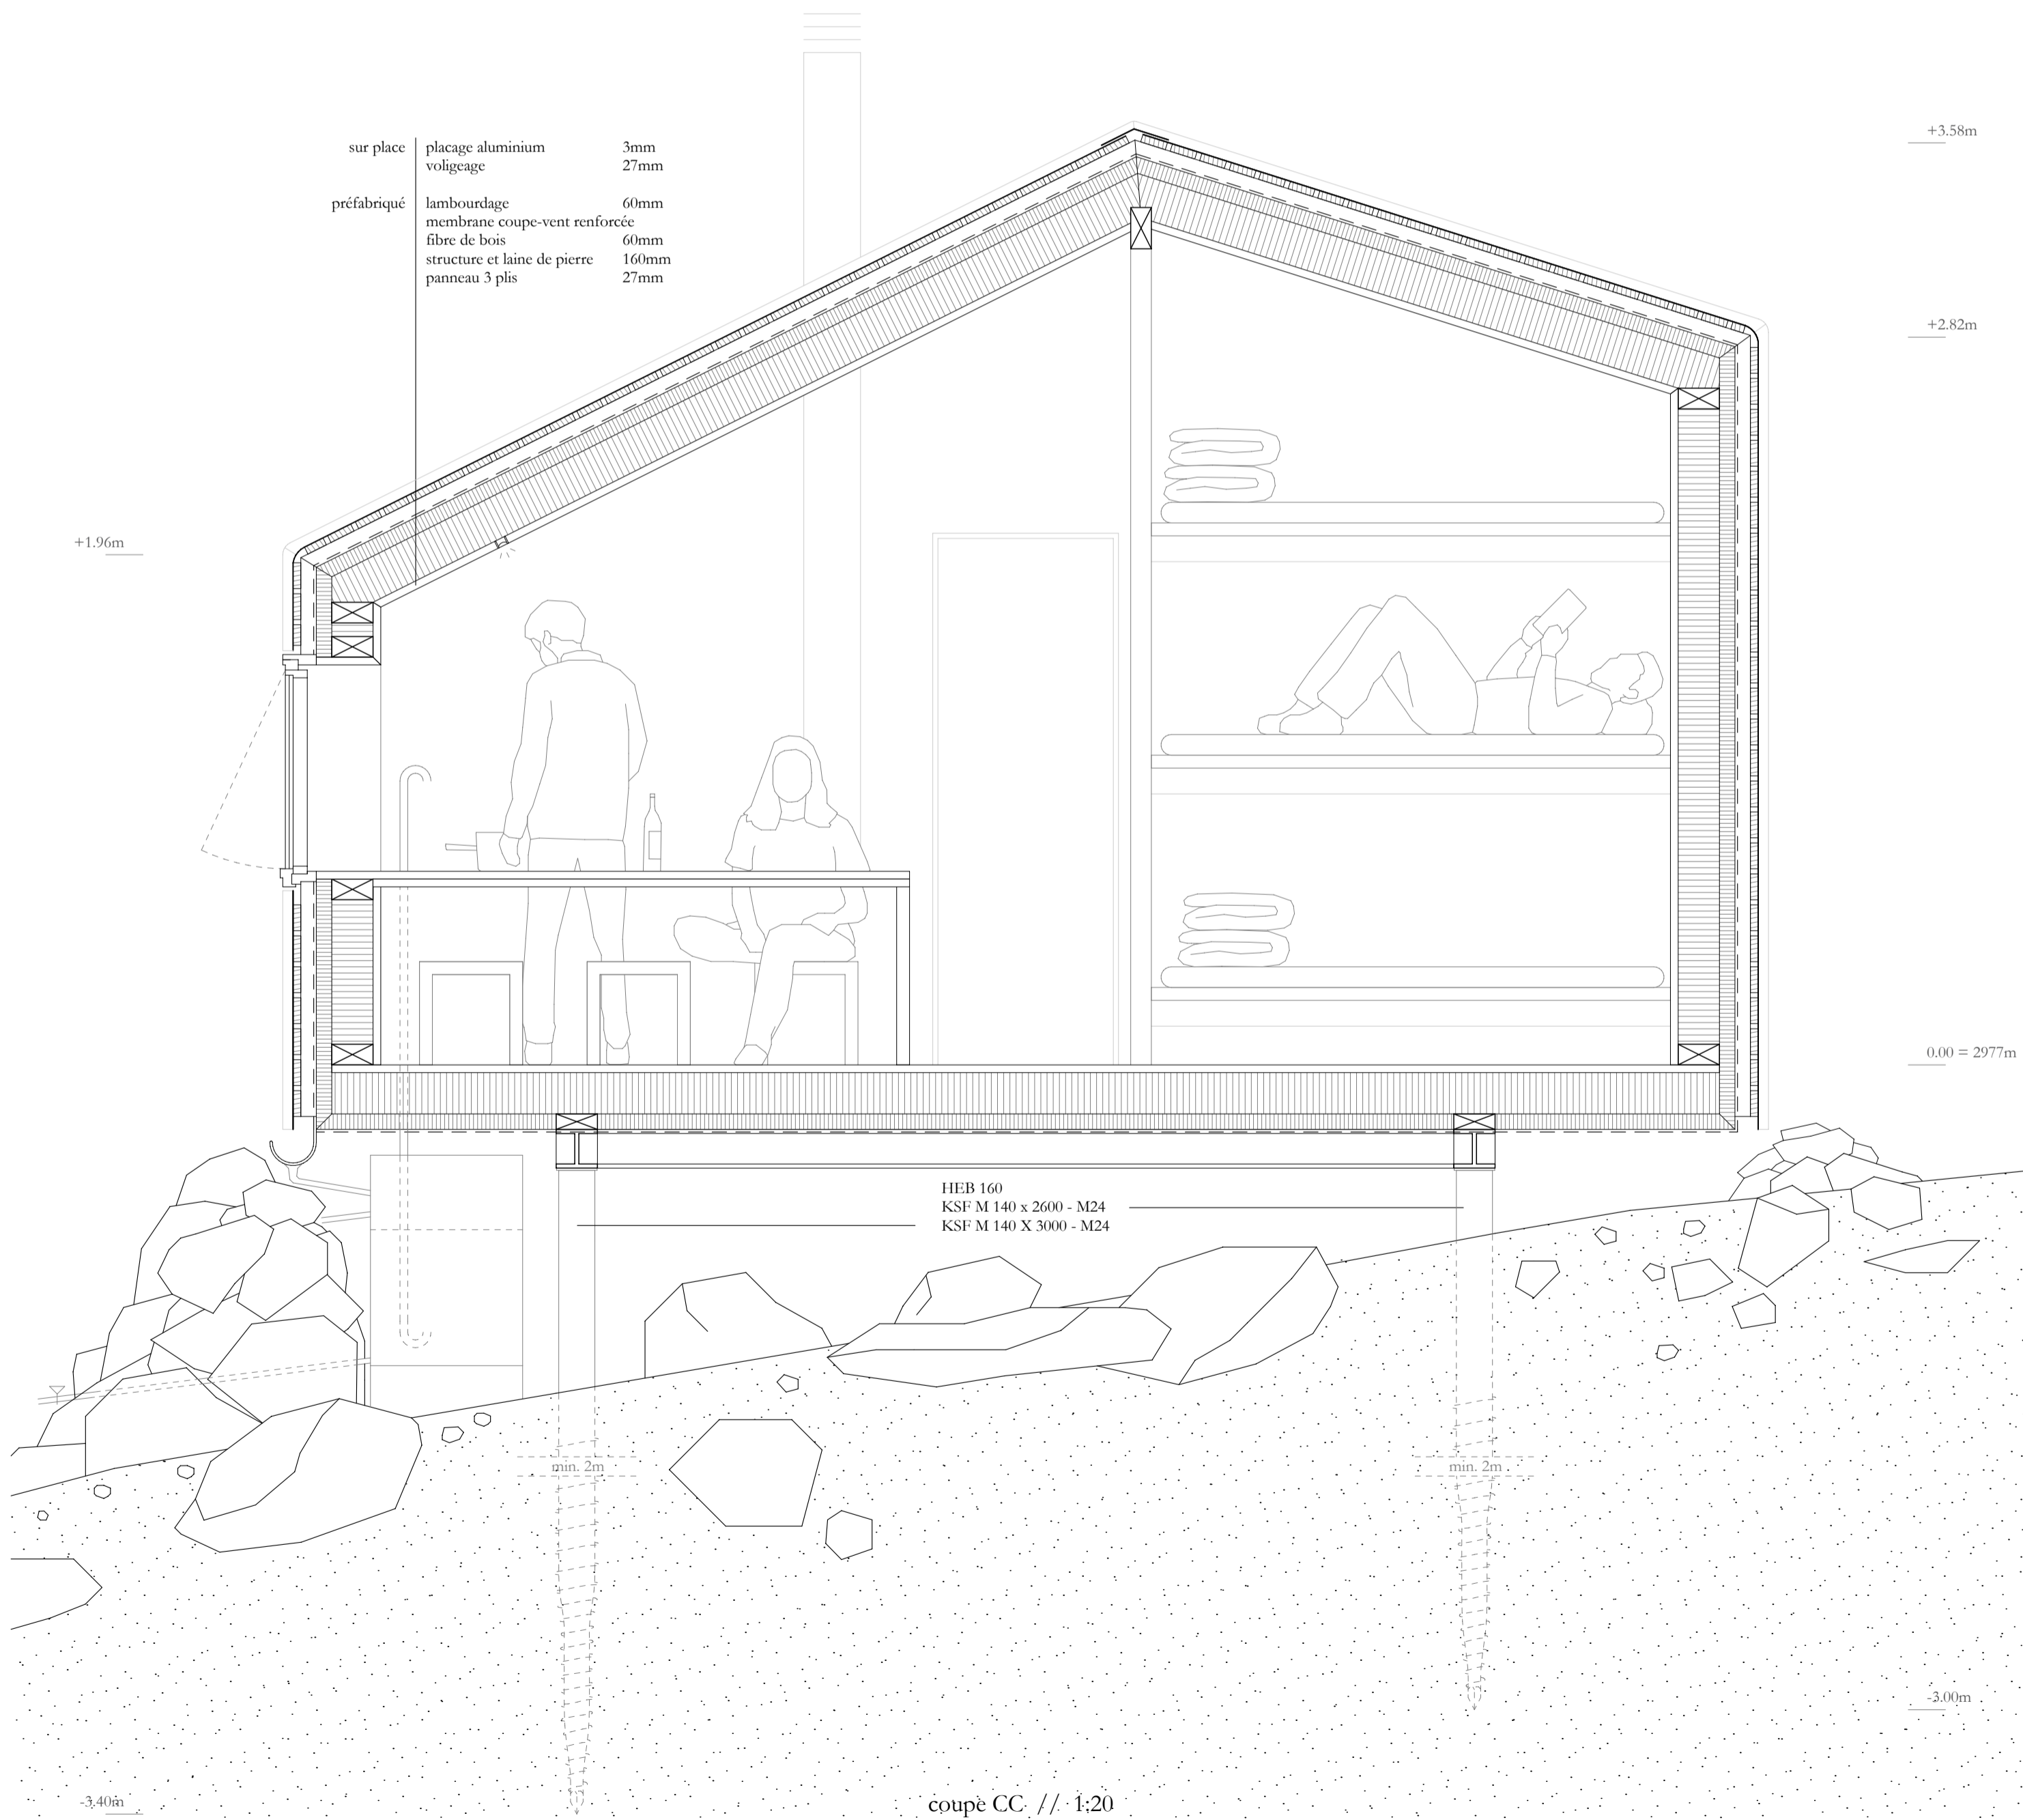 +3.58m
sur place placage aluminium 3mm
voligeage 27mm
préfabriqué lambourdage 60mm
membrane coupe-vent renforcée
fibre de bois 60mm
structure et laine de pierre 160mm
panneau 3 plis 27mm
+2.82m
+1.96m
0.00 = 2977m
HEB 160
KSF M 140 x 2600 - M24
KSF M 140 X 3000 - M24
min. 2m
min. 2m
-3.00m
-3.40m
coupe CC // 1:20